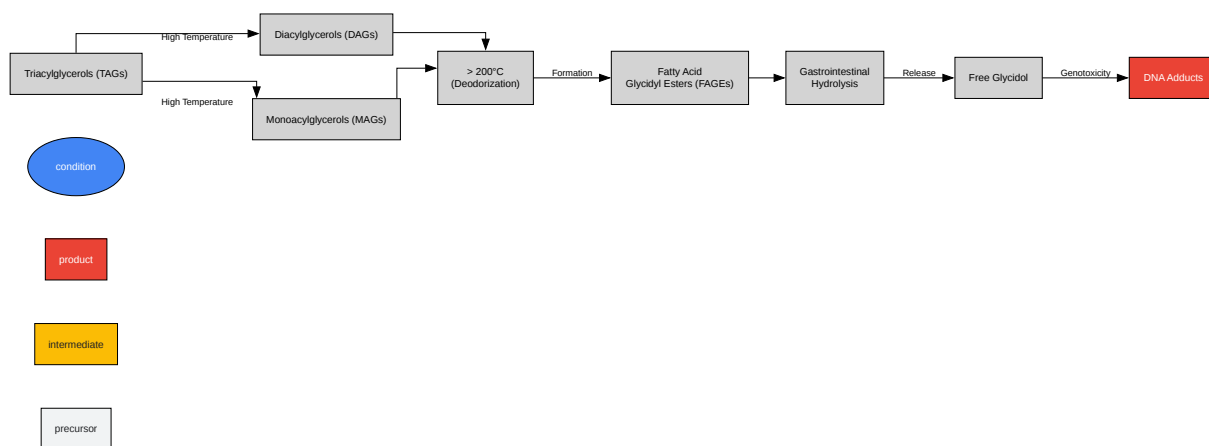 Triacylglycerols (TAGs)
High Temperature
High Temperature
Diacylglycerols (DAGs)
Monoacylglycerols (MAGs)
> 200°C
(Deodorization)
Formation
Fatty Acid
Glycidyl Esters (FAGEs)
Gastrointestinal
Hydrolysis
Release
Free Glycidol
Genotoxicity
DNA Adducts
condition
product
intermediate
precursor